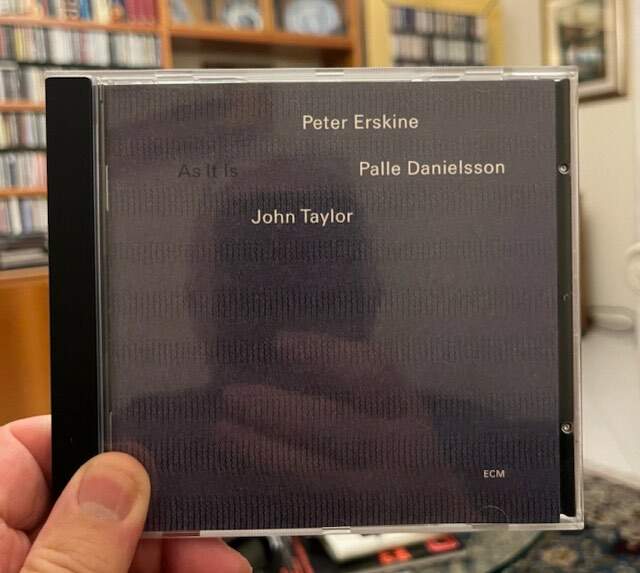 Peter Erskine
As It Is
Palle Danielsson
John Taylor
ECM